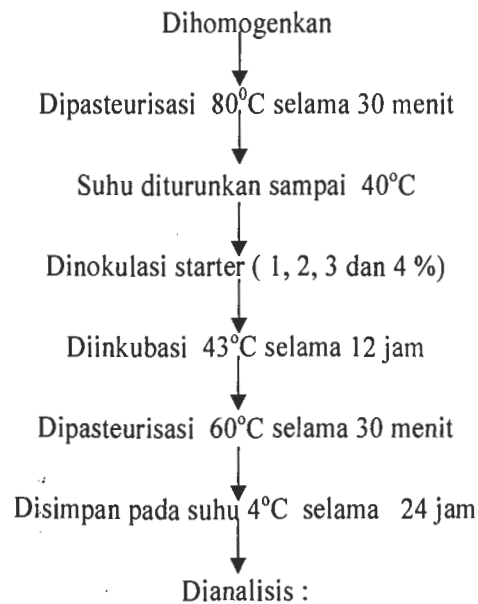 Dihomogenkan
Dipasteurisasi 80°C selama 30 menit
Suhu diturunkan sampai 40°C
Dinokulasi starter ( 1, 2, 3 dan 4 %)
Diinkubasi 43°C selama 12 jam
Dipasteurisasi 60°C selama 30 menit
Disimpan pada suhu 4°C selama 24 jam
Dianalisis :